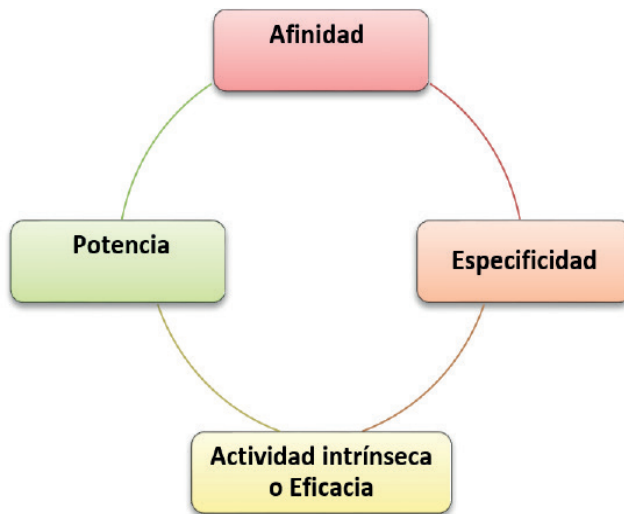 Afinidad
Potencia
Especificidad
Actividad intrínseca
o Eficacia